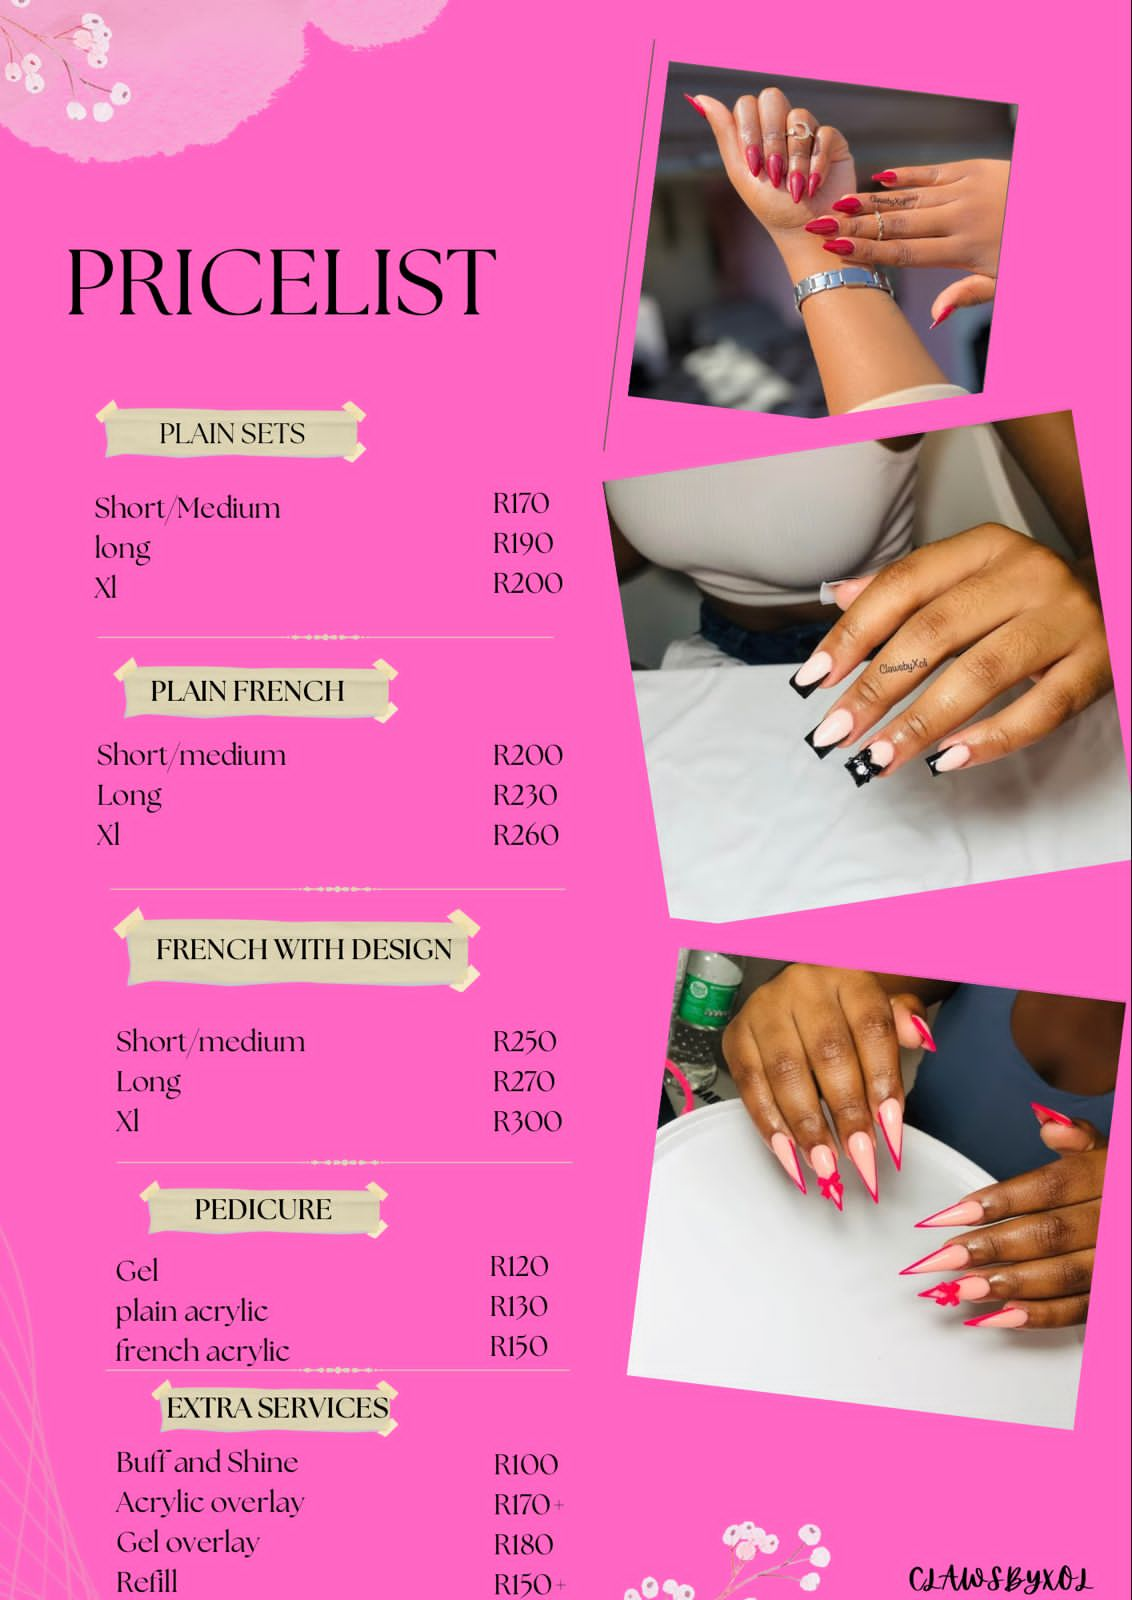 PRICELIST
PLAIN SETS
Short/Medium R170
long R190
Xl R200
PLAIN FRENCH
Short/medium R200
Long R230
Xl R260
FRENCH WITH DESIGN
Short/medium R250
Long R270
Xl R300
PEDICURE
Gel R120
plain acrylic R130
french acrylic R150
EXTRA SERVICES
Buff and Shine R100
Acrylic overlay R170+
Gel overlay R180
Refill R150+
ClawsbyXoli
CLAWSBYXOL